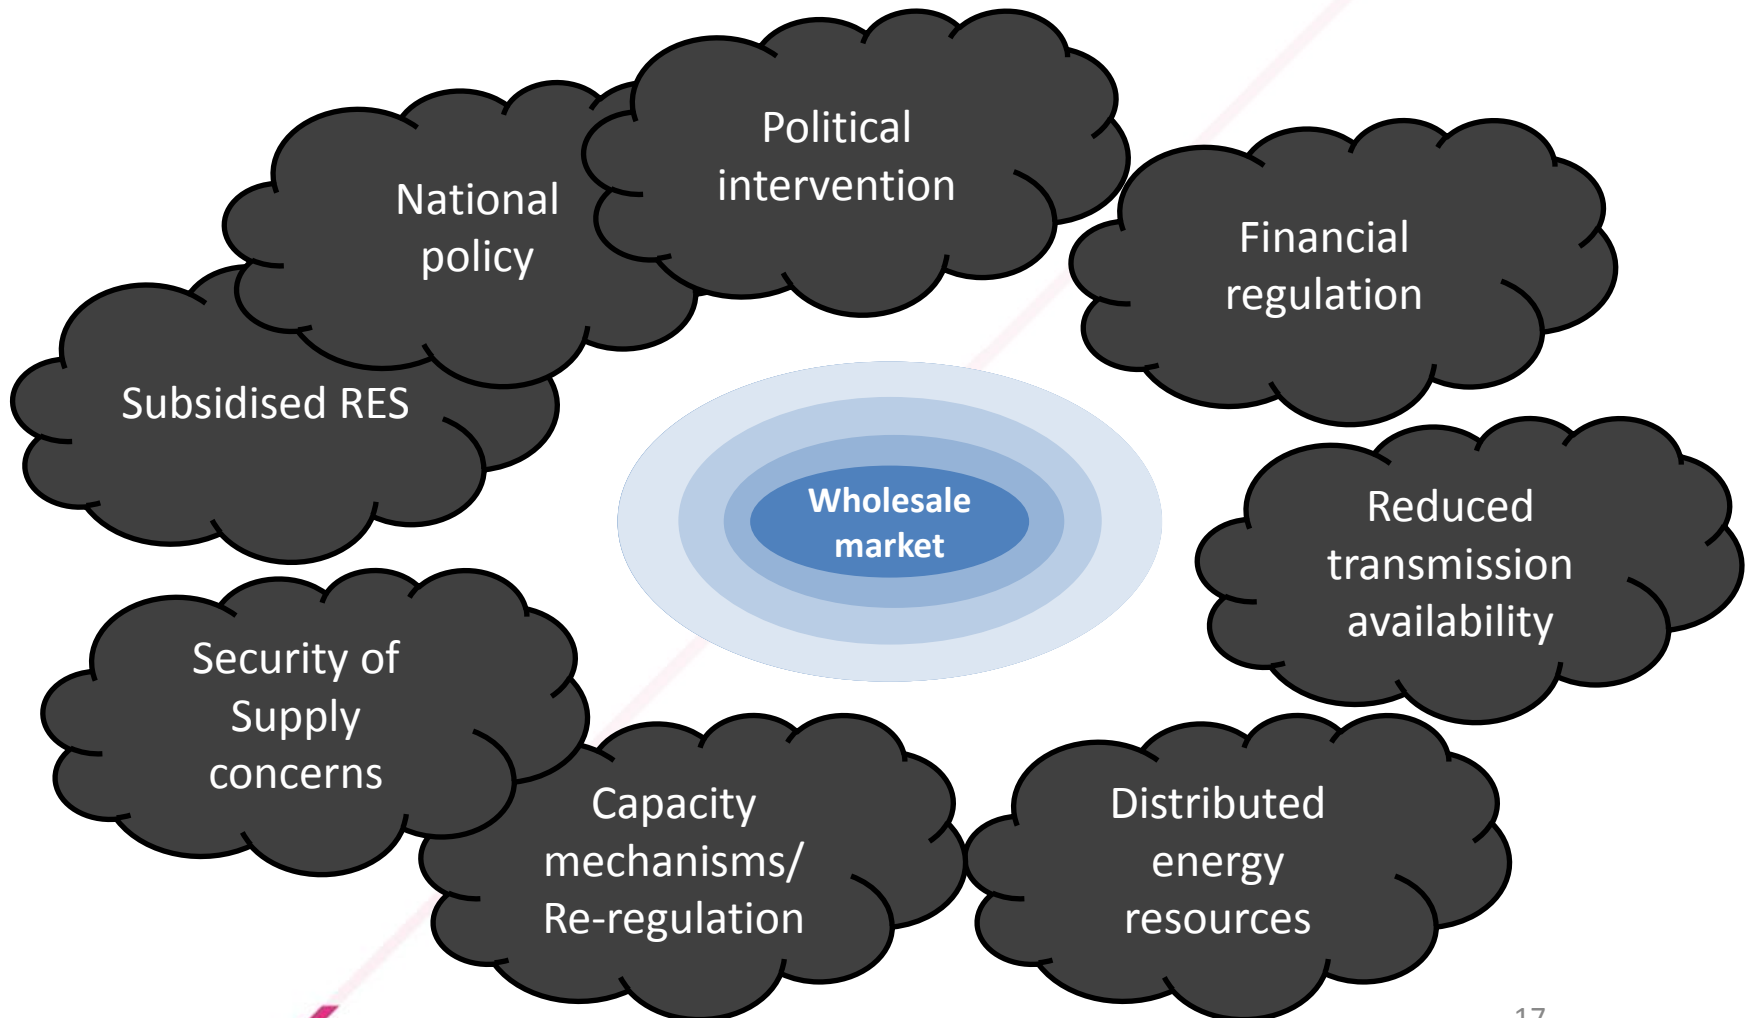 Political
intervention
National
policy
Financial
regulation
Subsidised RES
Wholesale
market
Reduced
transmission
availability
Security of
Supply
concerns
Capacity
mechanisms/
Re-regulation
Distributed
energy
resources
17